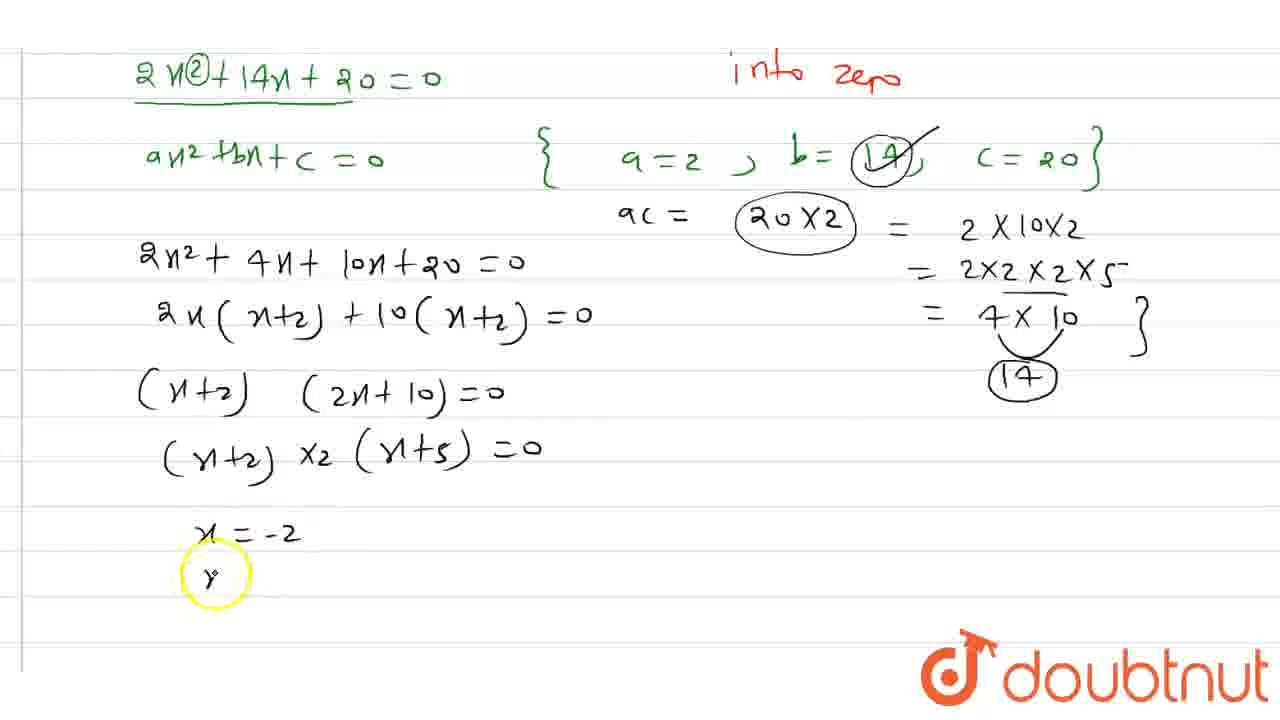 2x²+14x+20=0
into zero
ax²+bx+c=0
{ a=2, b=14, c=20}
ac= 20×2 = 2×10×2
= 2×2×2×5
= 4×10 }
14
2x²+4x+10x+20=0
2x(x+2)+10(x+2)=0
(x+2) (2x+10)=0
(x+2) ×2 (x+5)=0
x=-2
x
doubtnut